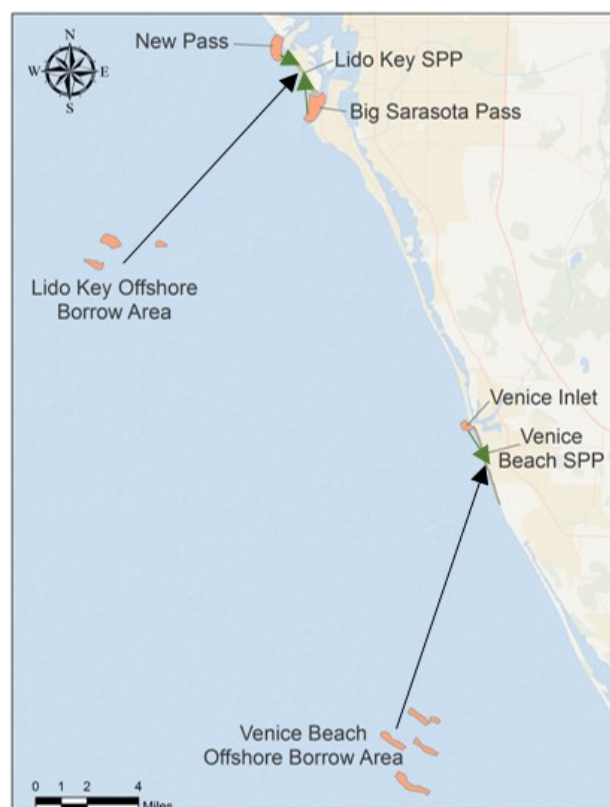 N
W E
S
New Pass
Lido Key SPP
Big Sarasota Pass
Lido Key Offshore
Borrow Area
Venice Inlet
Venice
Beach SPP
Venice Beach
Offshore Borrow Area
0 1 2 4
Miles